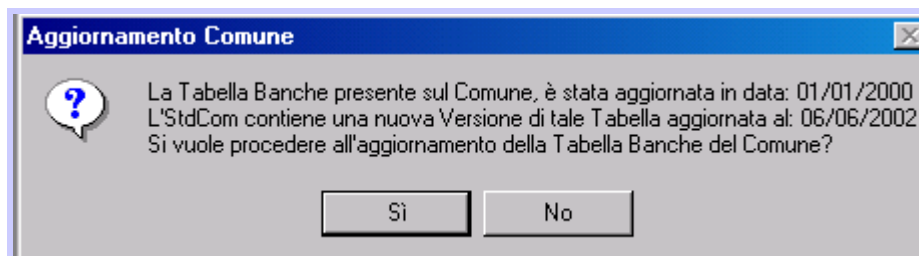 Aggiornamento Comune
La Tabella Banche presente sul Comune, è stata aggiornata in data: 01/01/2000
L'StdCom contiene una nuova Versione di tale Tabella aggiornata al: 06/06/2002
Si vuole procedere all'aggiornamento della Tabella Banche del Comune?
Sì No